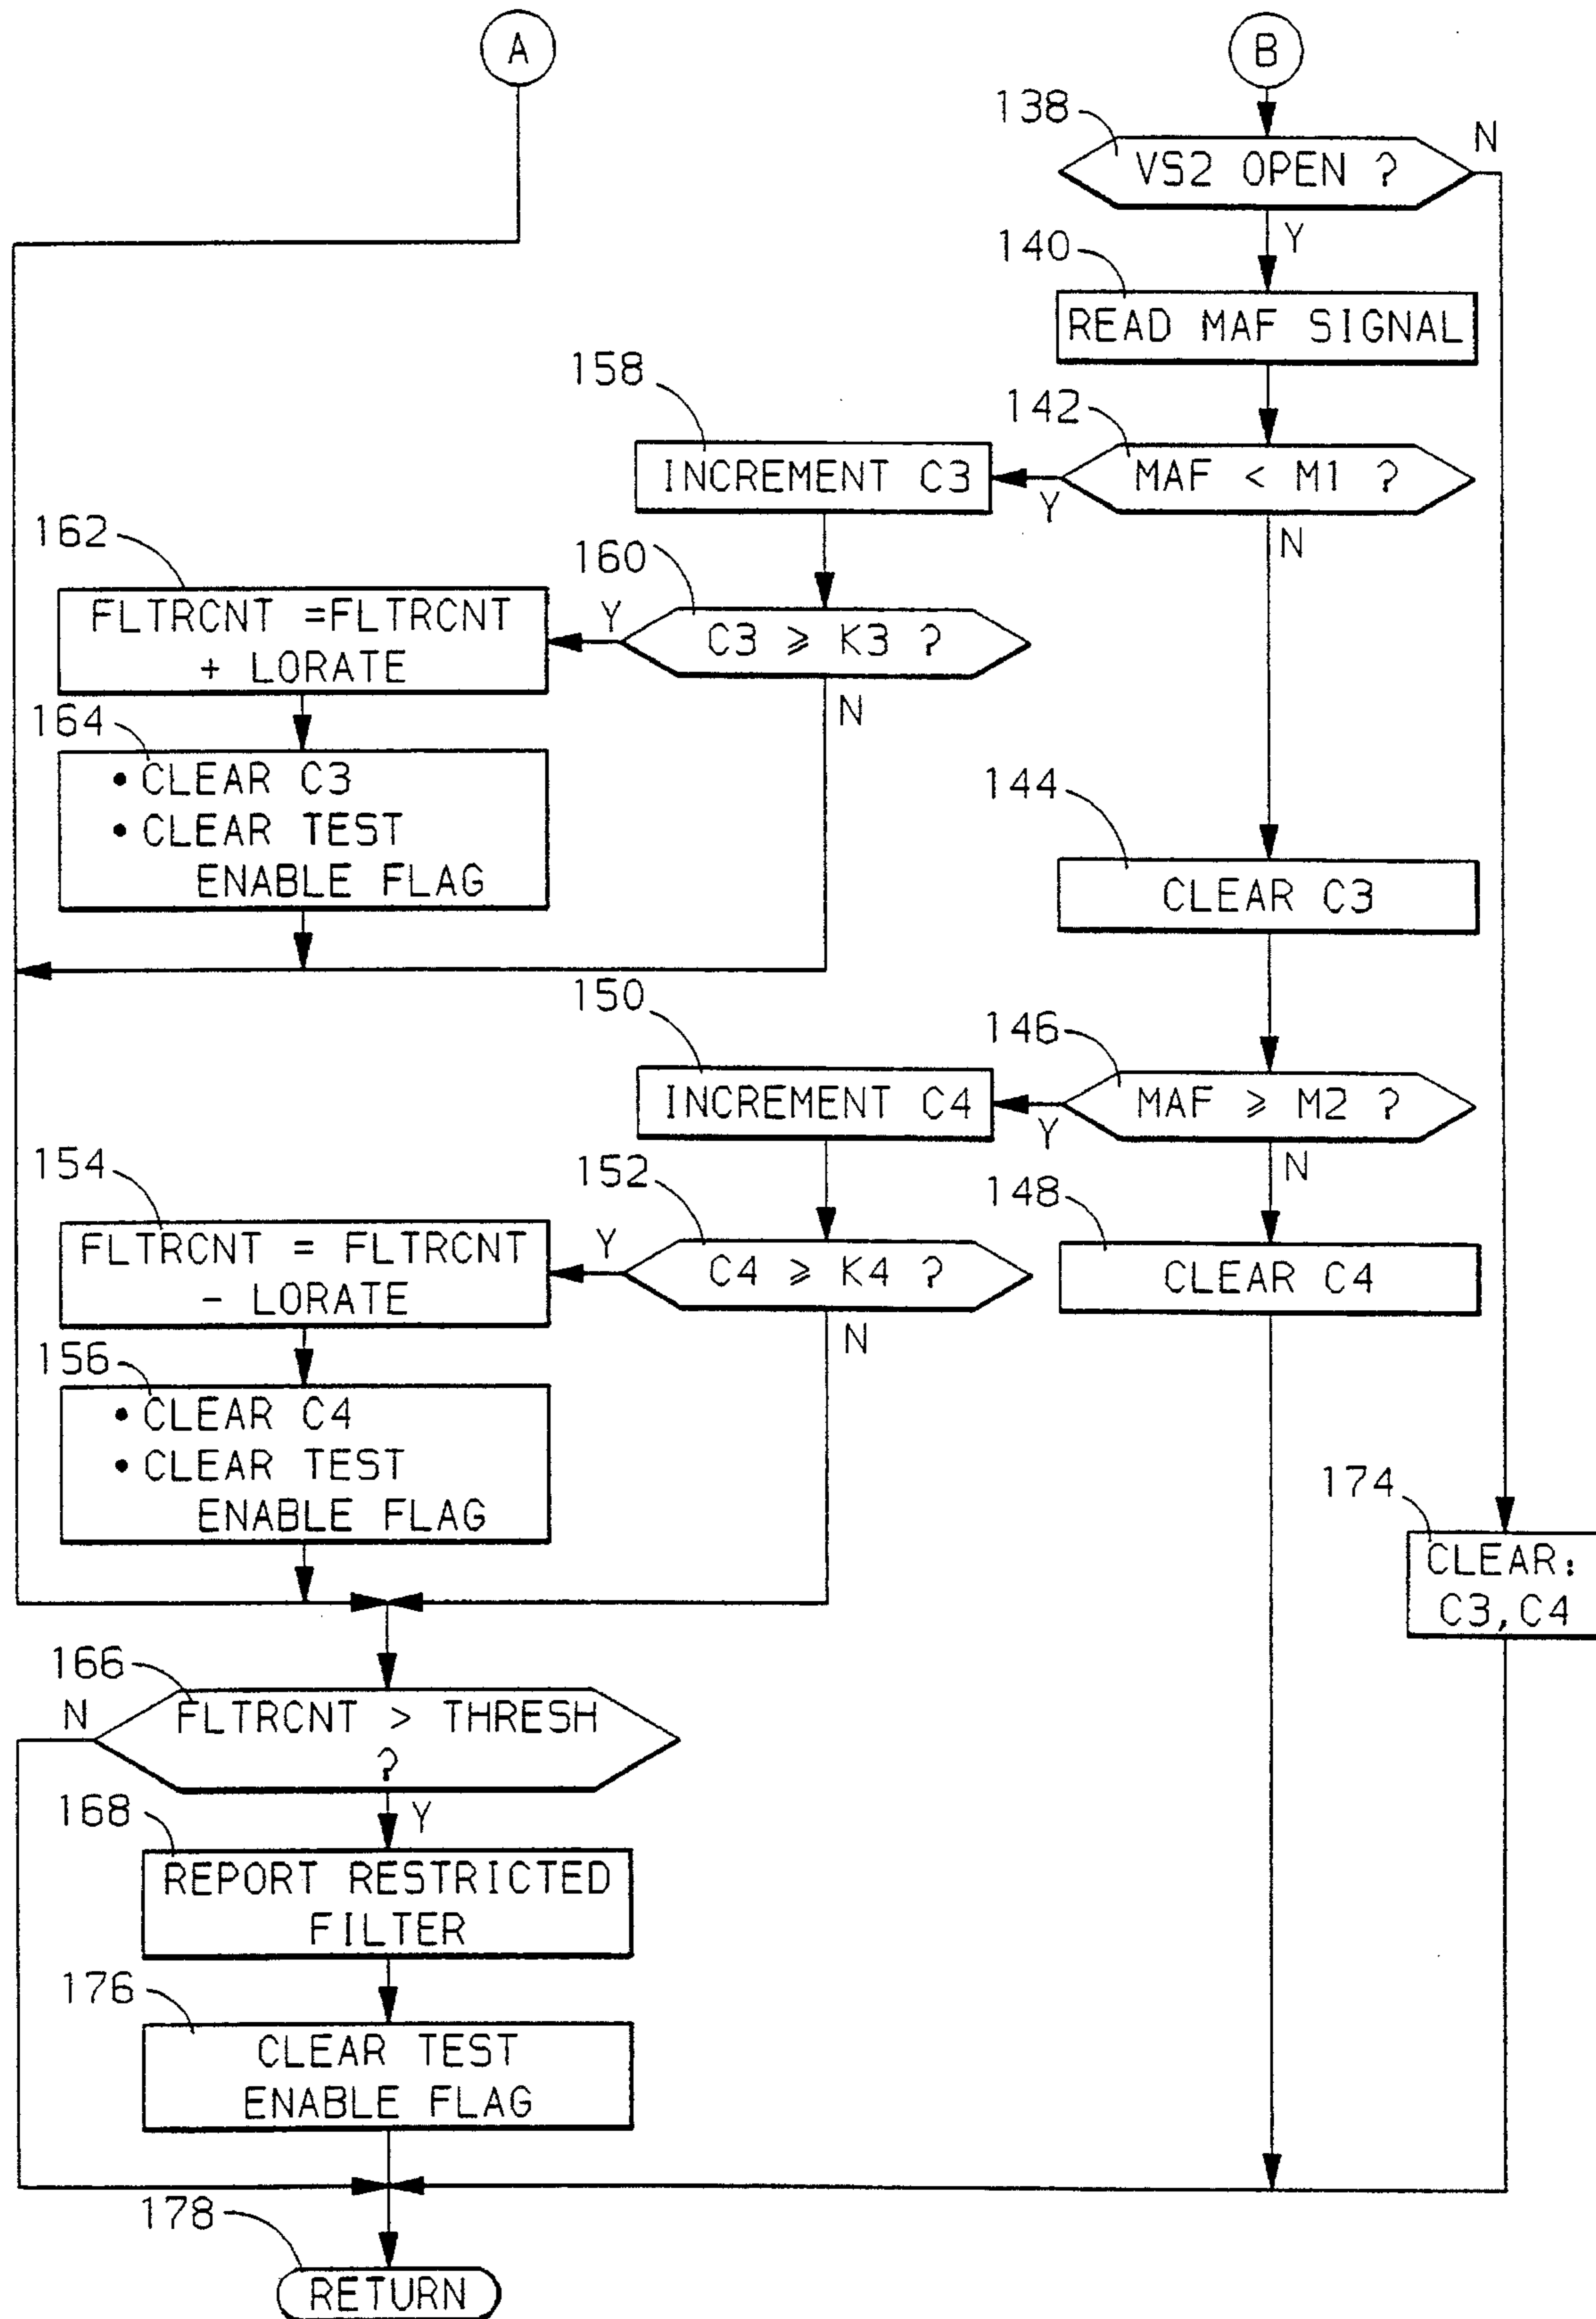 A
B
138
VS2 OPEN ?
N
Y
140
READ MAF SIGNAL
158
142
INCREMENT C3
MAF < M1 ?
Y
N
162
160
FLTRCNT =FLTRCNT
+ LORATE
Y
C3 ⩾ K3 ?
N
164
• CLEAR C3
• CLEAR TEST
ENABLE FLAG
144
CLEAR C3
150
146
INCREMENT C4
MAF ⩾ M2 ?
Y
N
154
152
148
FLTRCNT = FLTRCNT
- LORATE
Y
C4 ⩾ K4 ?
N
CLEAR C4
156
• CLEAR C4
• CLEAR TEST
ENABLE FLAG
174
CLEAR:
C3,C4
166
N
FLTRCNT > THRESH
?
Y
168
REPORT RESTRICTED
FILTER
176
CLEAR TEST
ENABLE FLAG
178
RETURN